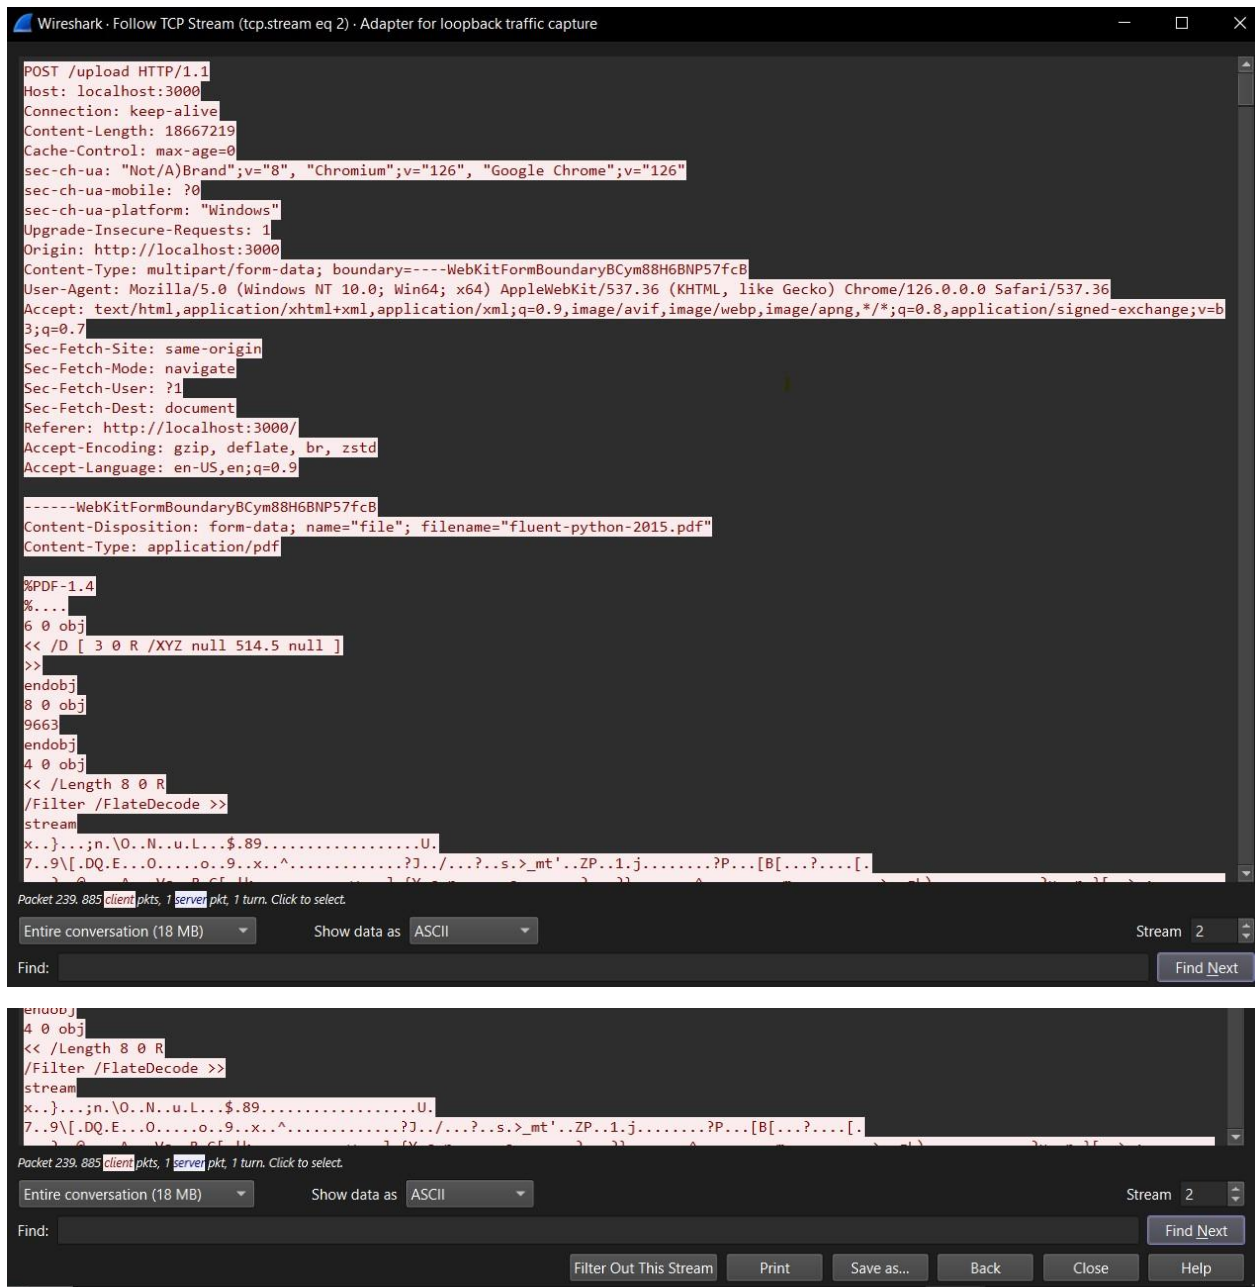 Wireshark · Follow TCP Stream (tcp.stream eq 2) · Adapter for loopback traffic capture
POST /upload HTTP/1.1
Host: localhost:3000
Connection: keep-alive
Content-Length: 18667219
Cache-Control: max-age=0
sec-ch-ua: "Not/A)Brand";v="8", "Chromium";v="126", "Google Chrome";v="126"
sec-ch-ua-mobile: ?0
sec-ch-ua-platform: "Windows"
Upgrade-Insecure-Requests: 1
Origin: http://localhost:3000
Content-Type: multipart/form-data; boundary=----WebKitFormBoundaryBCym88H6BNP57fcB
User-Agent: Mozilla/5.0 (Windows NT 10.0; Win64; x64) AppleWebKit/537.36 (KHTML, like Gecko) Chrome/126.0.0.0 Safari/537.36
Accept: text/html,application/xhtml+xml,application/xml;q=0.9,image/avif,image/webp,image/apng,*/*;q=0.8,application/signed-exchange;v=b
3;q=0.7
Sec-Fetch-Site: same-origin
Sec-Fetch-Mode: navigate
Sec-Fetch-User: ?1
Sec-Fetch-Dest: document
Referer: http://localhost:3000/
Accept-Encoding: gzip, deflate, br, zstd
Accept-Language: en-US,en;q=0.9
------WebKitFormBoundaryBCym88H6BNP57fcB
Content-Disposition: form-data; name="file"; filename="fluent-python-2015.pdf"
Content-Type: application/pdf
%PDF-1.4
%....
6 0 obj
<< /D [ 3 0 R /XYZ null 514.5 null ]
>>
endobj
8 0 obj
9663
endobj
4 0 obj
<< /Length 8 0 R
/Filter /FlateDecode >>
stream
x..}...;n.\O..N..u.L...$.89..................U.
7..9\[.DQ.E...O.....o..9..x..^.............?J../...?..s.>_mt'..ZP..1.j........?P...[B[...?....[.
Packet 239. 885 client pkts, 1 server pkt, 1 turn. Click to select.
Entire conversation (18 MB) Show data as ASCII Stream 2
Find: Find Next
endobj
4 0 obj
<< /Length 8 0 R
/Filter /FlateDecode >>
stream
x..}...;n.\O..N..u.L...$.89..................U.
7..9\[.DQ.E...O.....o..9..x..^.............?J../...?..s.>_mt'..ZP..1.j........?P...[B[...?....[.
Packet 239. 885 client pkts, 1 server pkt, 1 turn. Click to select.
Entire conversation (18 MB) Show data as ASCII Stream 2
Find: Find Next
Filter Out This Stream Print Save as... Back Close Help